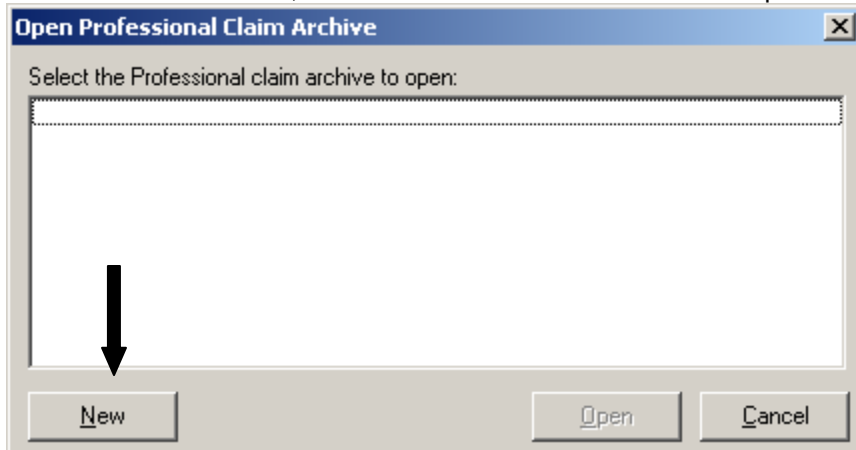 Open Professional Claim Archive
Select the Professional claim archive to open:
New Open Cancel